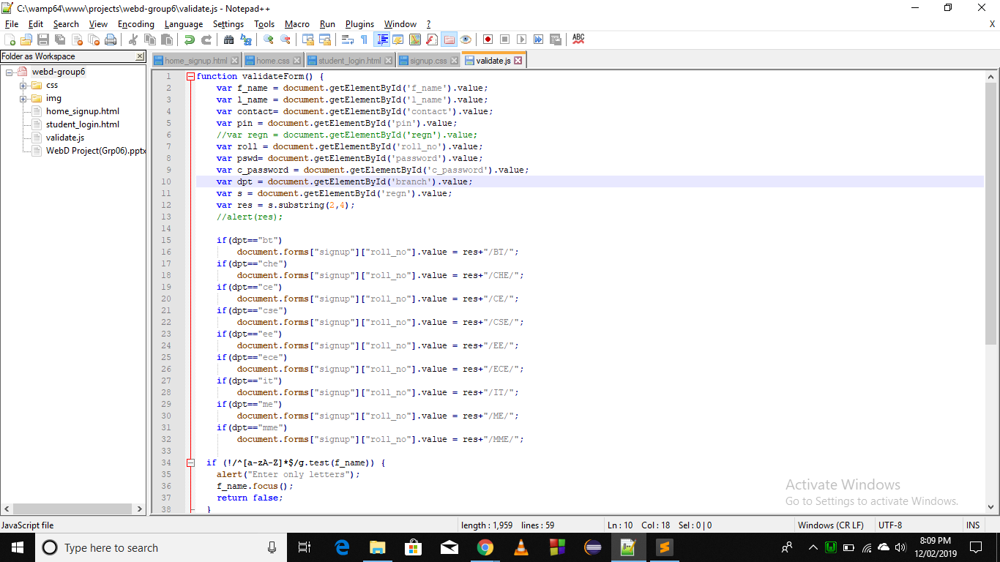 C:\wamp64\www\projects\webd-group6\validate.js - Notepad++
File Edit Search View Encoding Language Settings Tools Macro Run Plugins Window ? X
ABC
Folder as Workspace
home_signup.html home.css student_login.html signup.css validate.js
webd-group6
css
img
home_signup.html
student_login.html
validate.js
WebD Project(Grp06).pptx
1 function validateForm() {
2 var f_name = document.getElementById('f_name').value;
3 var l_name = document.getElementById('l_name').value;
4 var contact= document.getElementById('contact').value;
5 var pin = document.getElementById('pin').value;
6 //var regn = document.getElementById('regn').value;
7 var roll = document.getElementById('roll_no').value;
8 var pswd= document.getElementById('password').value;
9 var c_password = document.getElementById('c_password').value;
10 var dpt = document.getElementById('branch').value;
11 var s = document.getElementById('regn').value;
12 var res = s.substring(2,4);
13 //alert(res);
14
15 if(dpt=="bt")
16 document.forms["signup"]["roll_no"].value = res+"/BT/";
17 if(dpt=="che")
18 document.forms["signup"]["roll_no"].value = res+"/CHE/";
19 if(dpt=="ce")
20 document.forms["signup"]["roll_no"].value = res+"/CE/";
21 if(dpt=="cse")
22 document.forms["signup"]["roll_no"].value = res+"/CSE/";
23 if(dpt=="ee")
24 document.forms["signup"]["roll_no"].value = res+"/EE/";
25 if(dpt=="ece")
26 document.forms["signup"]["roll_no"].value = res+"/ECE/";
27 if(dpt=="it")
28 document.forms["signup"]["roll_no"].value = res+"/IT/";
29 if(dpt=="me")
30 document.forms["signup"]["roll_no"].value = res+"/ME/";
31 if(dpt=="mme")
32 document.forms["signup"]["roll_no"].value = res+"/MME/";
33
34 if (!/^[a-zA-Z]*$/g.test(f_name)) {
35 alert("Enter only letters");
36 f_name.focus();
37 return false;
38 }
Activate Windows
Go to Settings to activate Windows.
JavaScript file length : 1,959 lines : 59 Ln : 10 Col : 18 Sel : 0 | 0 Windows (CR LF) UTF-8 INS
Type here to search
8:09 PM
12/02/2019